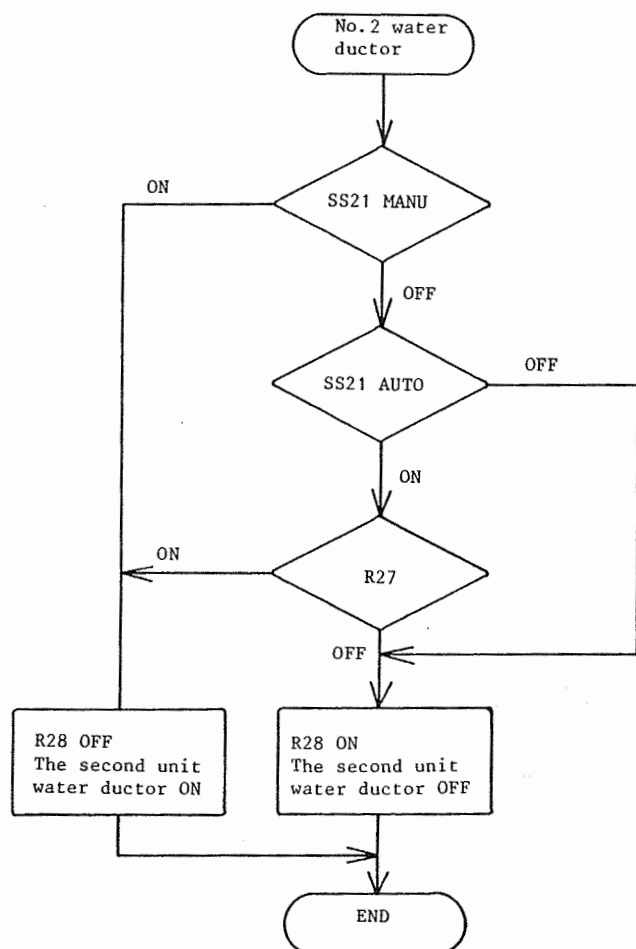 No.2 water
ductor
ON
SS21 MANU
OFF
SS21 AUTO
OFF
ON
ON
R27
OFF
R28 OFF
The second unit
water ductor ON
R28 ON
The second unit
water ductor OFF
END